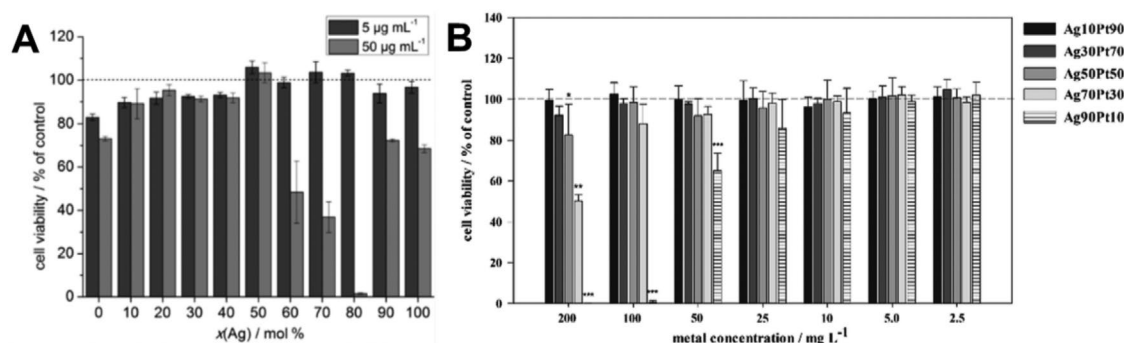 A
5 µg mL⁻¹
50 µg mL⁻¹
120
100
80
60
40
20
0
cell viability / % of control
0 10 20 30 40 50 60 70 80 90 100
x(Ag) / mol %
B
140
120
100
80
60
40
20
0
cell viability / % of control
* ** *** *** ***
200 100 50 25 10 5.0 2.5
metal concentration / mg L⁻¹
Ag10Pt90
Ag30Pt70
Ag50Pt50
Ag70Pt30
Ag90Pt10